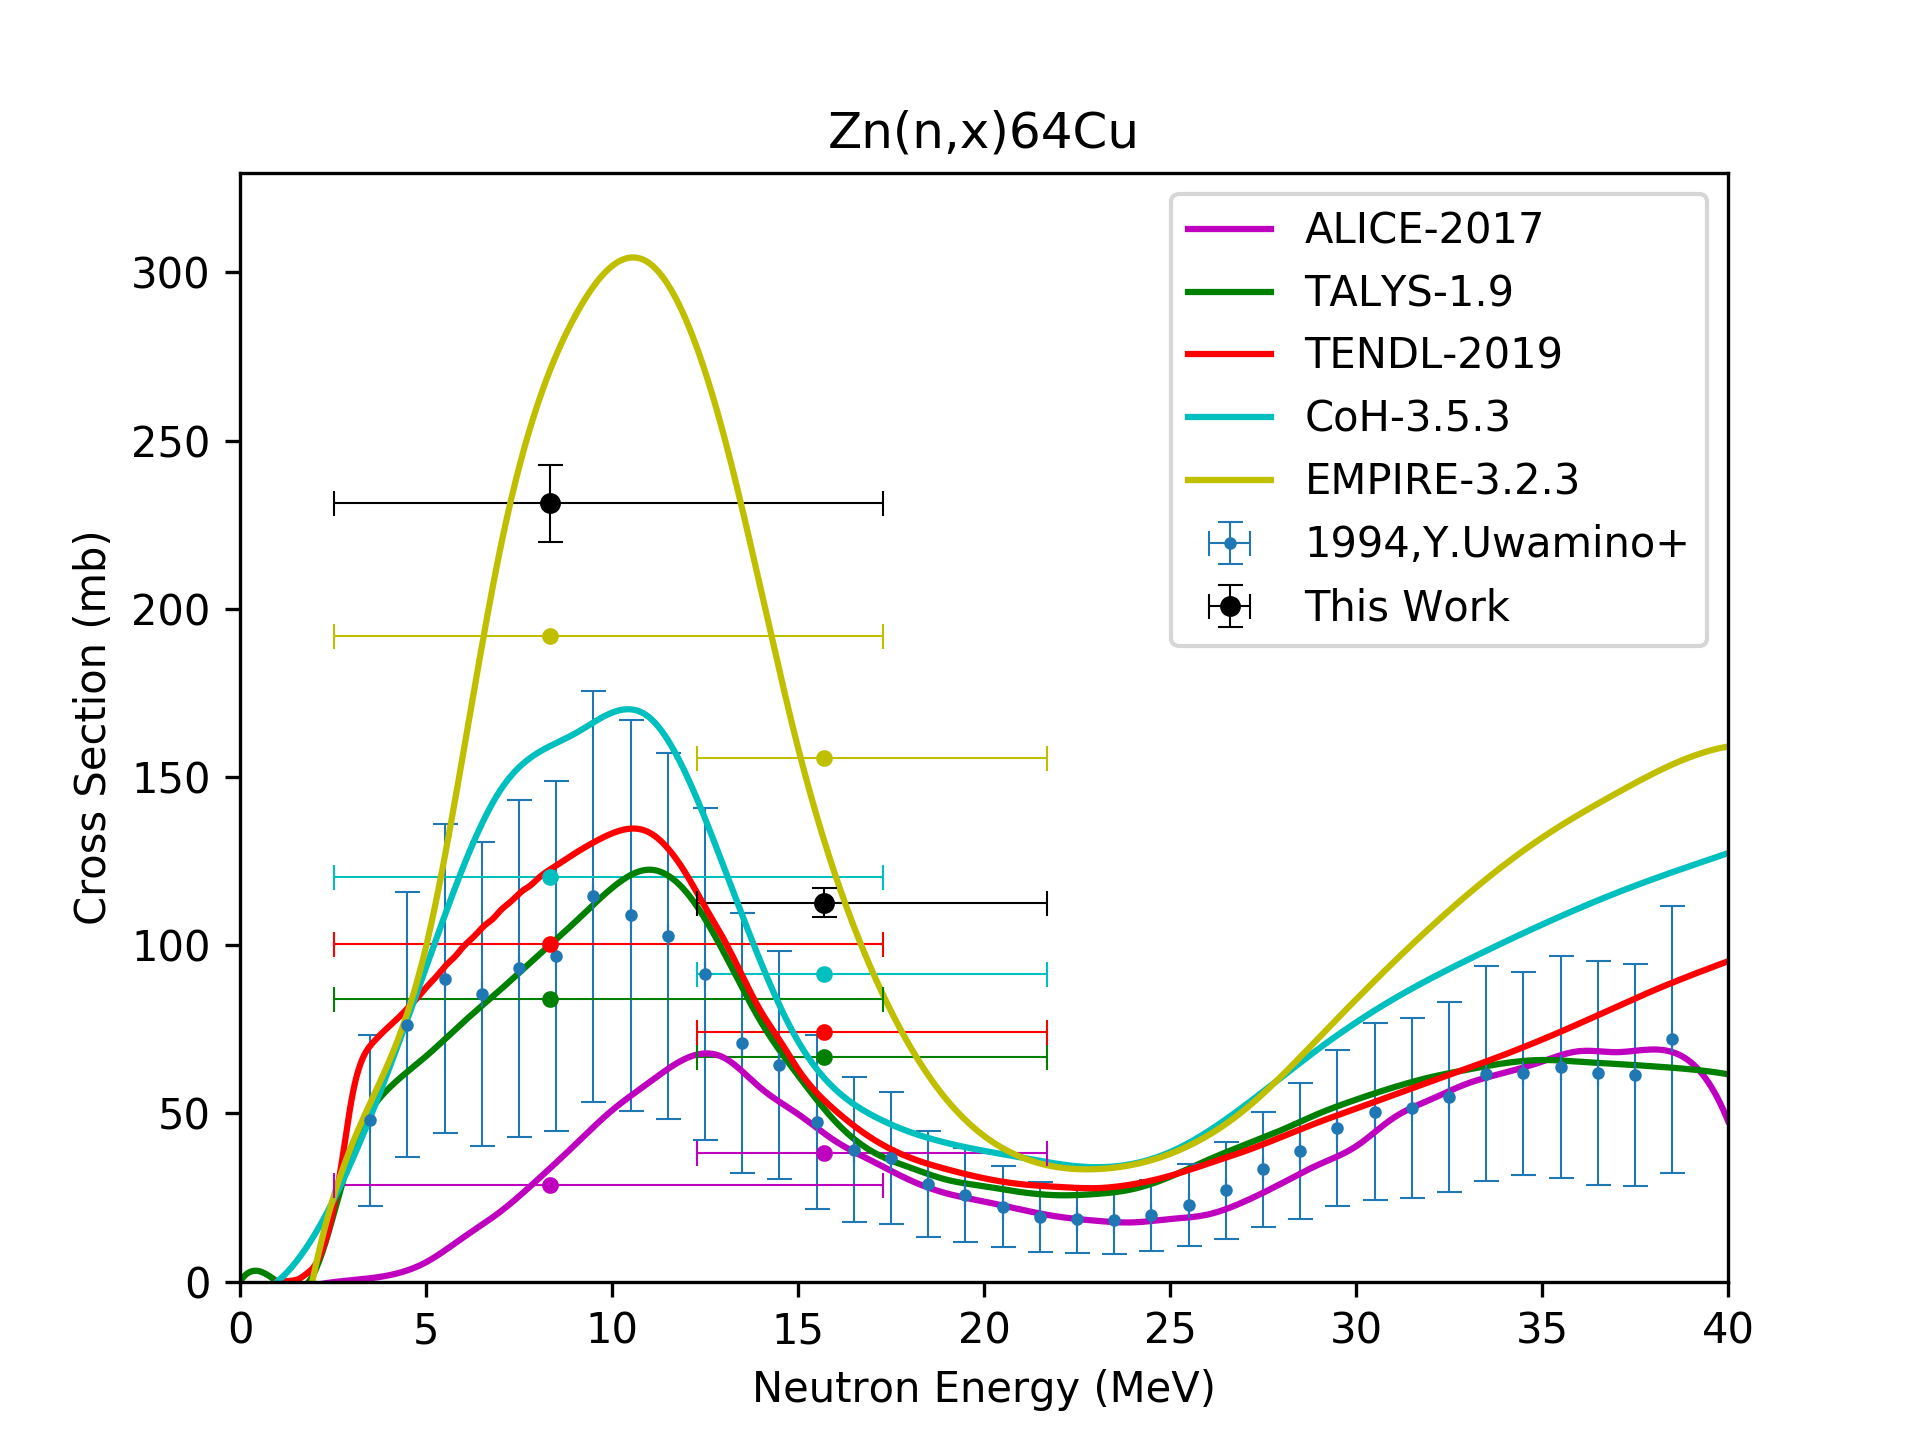 Zn(n,x)64Cu
ALICE-2017
TALYS-1.9
TENDL-2019
CoH-3.5.3
EMPIRE-3.2.3
1994,Y.Uwamino+
This Work
Cross Section (mb)
300
250
200
150
100
50
0
0 5 10 15 20 25 30 35 40
Neutron Energy (MeV)